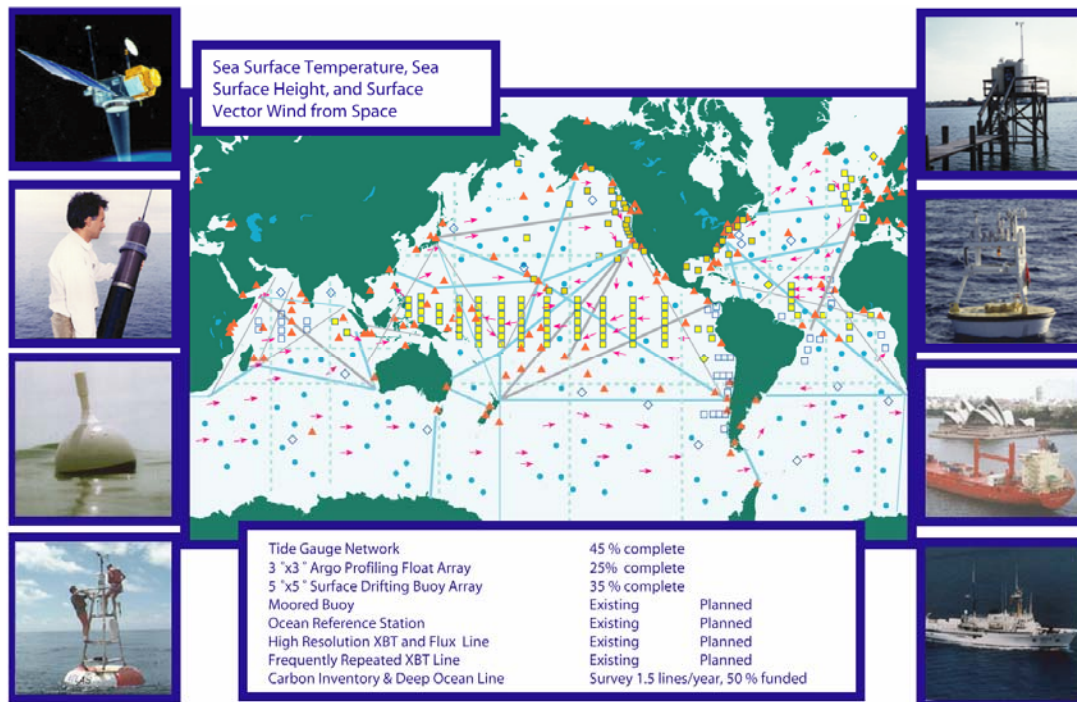 Sea Surface Temperature, Sea
Surface Height, and Surface
Vector Wind from Space
Tide Gauge Network 45 % complete
3 ˚x3 ˚ Argo Profiling Float Array 25% complete
5 ˚x5 ˚ Surface Drifting Buoy Array 35 % complete
Moored Buoy Existing Planned
Ocean Reference Station Existing Planned
High Resolution XBT and Flux Line Existing Planned
Frequently Repeated XBT Line Existing Planned
Carbon Inventory & Deep Ocean Line Survey 1.5 lines/year, 50 % funded